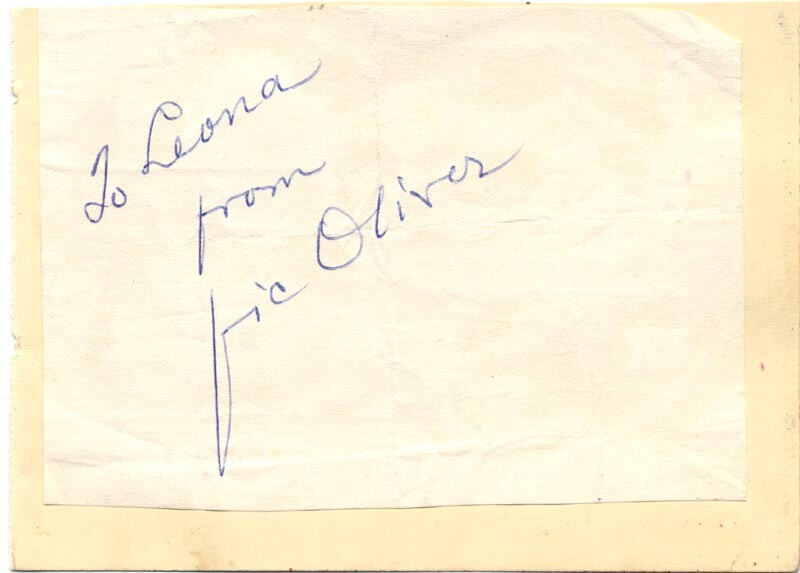 To Leona
from
Vic Oliver